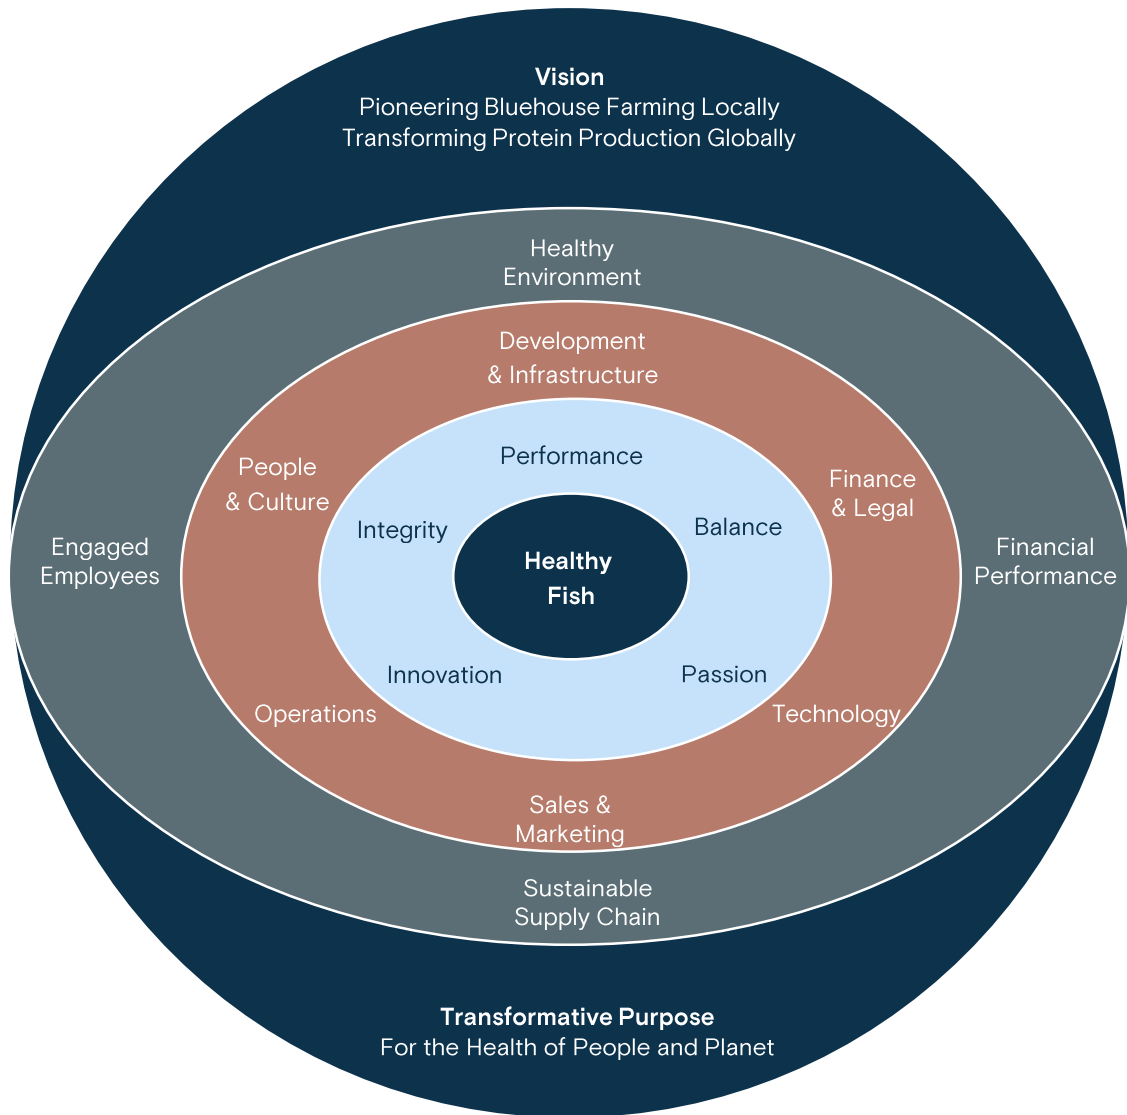 Vision
Pioneering Bluehouse Farming Locally
Transforming Protein Production Globally
Healthy
Environment
Development
& Infrastructure
Performance
People
& Culture
Finance
& Legal
Integrity
Balance
Engaged
Employees
Healthy
Fish
Financial
Performance
Innovation
Passion
Operations
Technology
Sales &
Marketing
Sustainable
Supply Chain
Transformative Purpose
For the Health of People and Planet